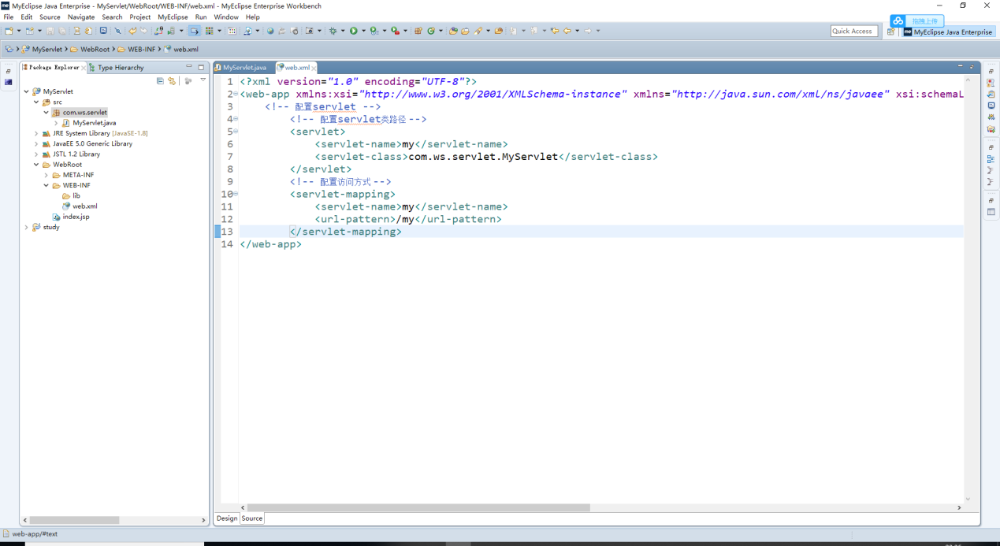 MyEclipse Java Enterprise - MyServlet/WebRoot/WEB-INF/web.xml - MyEclipse Enterprise Workbench
File Edit Source Navigate Search Project MyEclipse Run Window Help
拖拽上传
Quick Access
MyEclipse Java Enterprise
MyServlet WebRoot WEB-INF web.xml
Package Explorer Type Hierarchy
MyServlet.java web.xml
MyServlet
src
com.ws.servlet
MyServlet.java
JRE System Library [JavaSE-1.8]
JavaEE 5.0 Generic Library
JSTL 1.2 Library
WebRoot
META-INF
WEB-INF
lib
web.xml
index.jsp
study
1 <?xml version="1.0" encoding="UTF-8"?>
2 <web-app xmlns:xsi="http://www.w3.org/2001/XMLSchema-instance" xmlns="http://java.sun.com/xml/ns/javaee" xsi:schemaL
3 <!-- 配置servlet -->
4 <!-- 配置servlet类路径 -->
5 <servlet>
6 <servlet-name>my</servlet-name>
7 <servlet-class>com.ws.servlet.MyServlet</servlet-class>
8 </servlet>
9 <!-- 配置访问方式 -->
10 <servlet-mapping>
11 <servlet-name>my</servlet-name>
12 <url-pattern>/my</url-pattern>
13 </servlet-mapping>
14 </web-app>
Design Source
web-app/#text